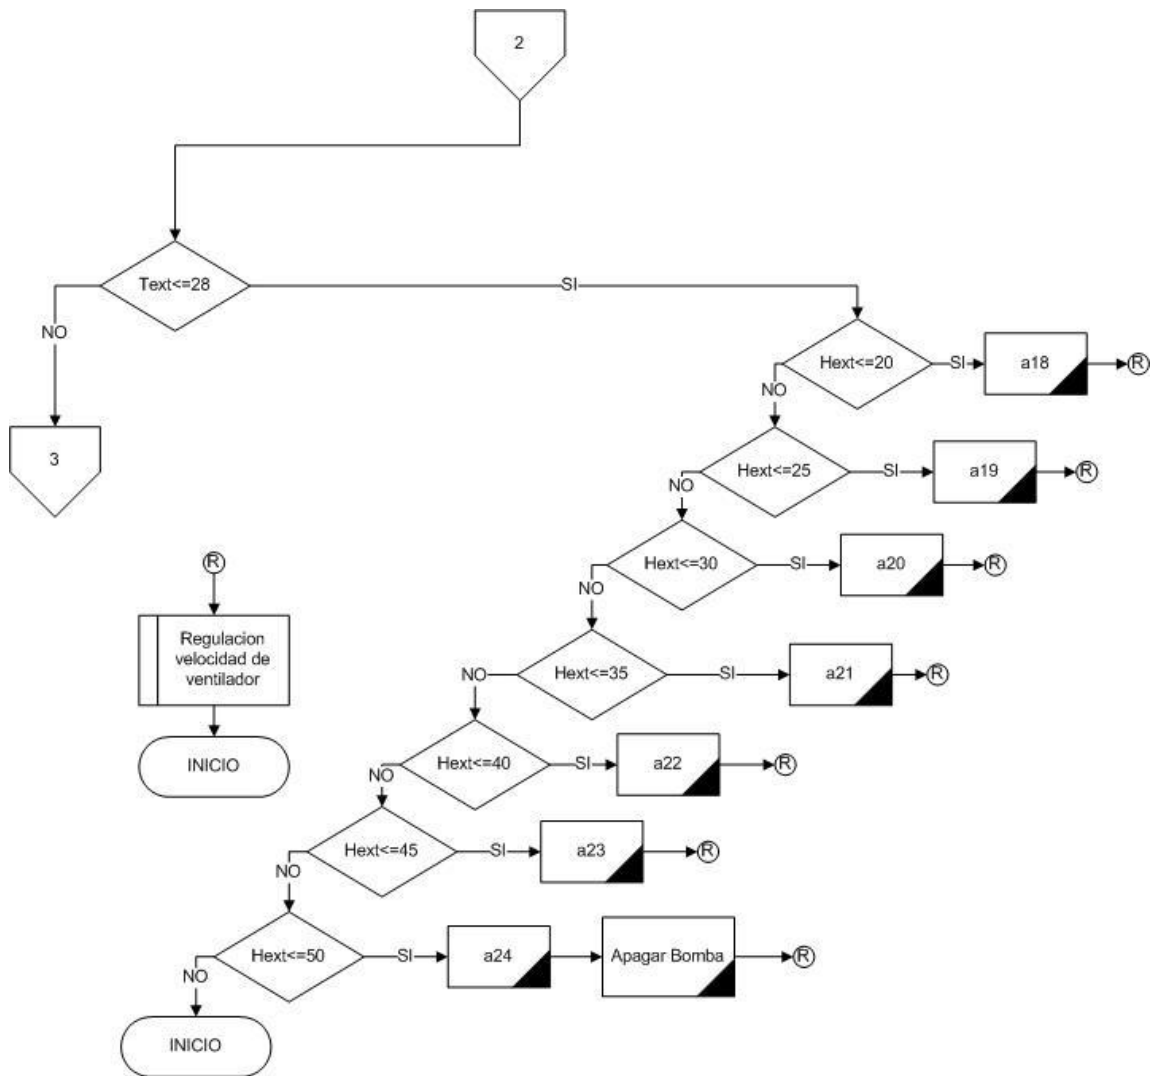 2
Text<=28
SI
NO
Hext<=20
SI
a18
R
NO
3
Hext<=25
SI
a19
R
NO
R
Hext<=30
SI
a20
R
NO
Regulacion
velocidad de
ventilador
Hext<=35
SI
a21
R
NO
INICIO
Hext<=40
SI
a22
R
NO
Hext<=45
SI
a23
R
NO
Hext<=50
SI
a24
Apagar Bomba
R
NO
INICIO